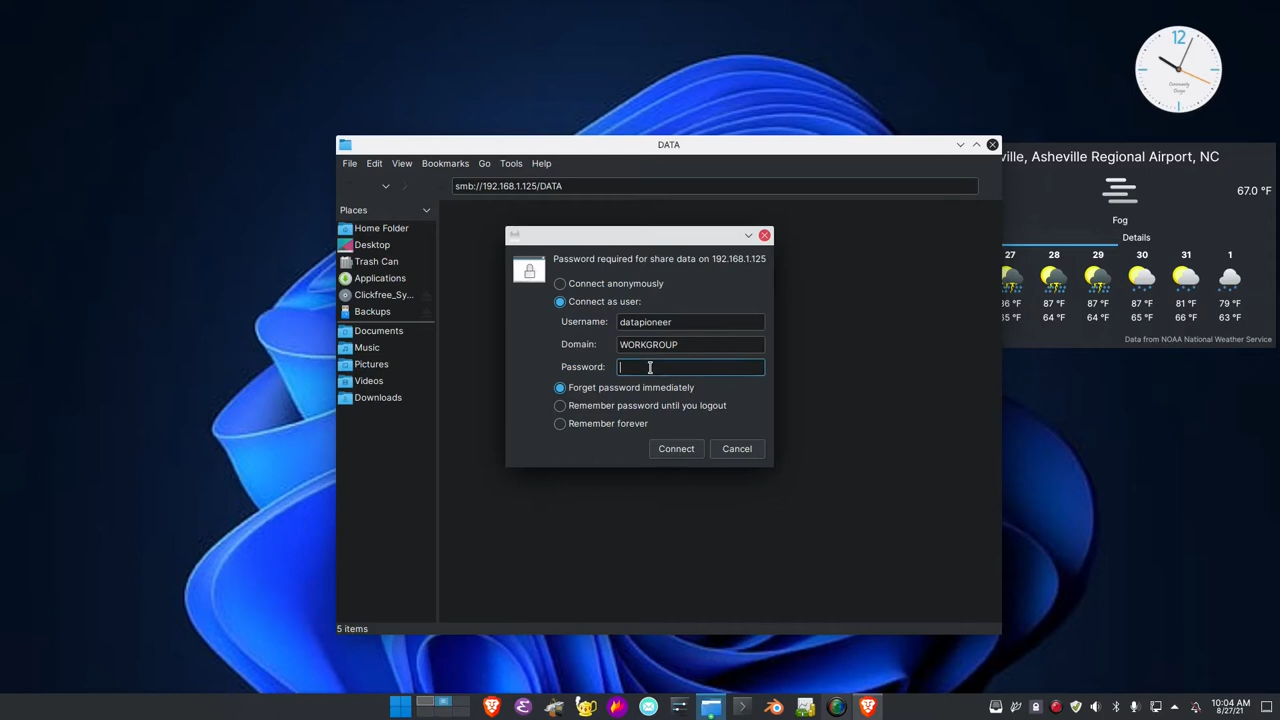 12
Community
Design
DATA
File Edit View Bookmarks Go Tools Help
smb://192.168.1.125/DATA
ville, Asheville Regional Airport, NC
67.0 °F
Fog
Details
27 28 29 30 31 1
87 °F 87 °F 87 °F 81 °F 79 °F
65 °F 64 °F 64 °F 65 °F 66 °F 63 °F
Data from NOAA National Weather Service
Places
Home Folder
Desktop
Trash Can
Applications
Clickfree_Sy...
Backups
Documents
Music
Pictures
Videos
Downloads
Password required for share data on 192.168.1.125
Connect anonymously
Connect as user:
Username: datapioneer
Domain: WORKGROUP
Password:
Forget password immediately
Remember password until you logout
Remember forever
Connect Cancel
5 items
10:04 AM
8/27/21